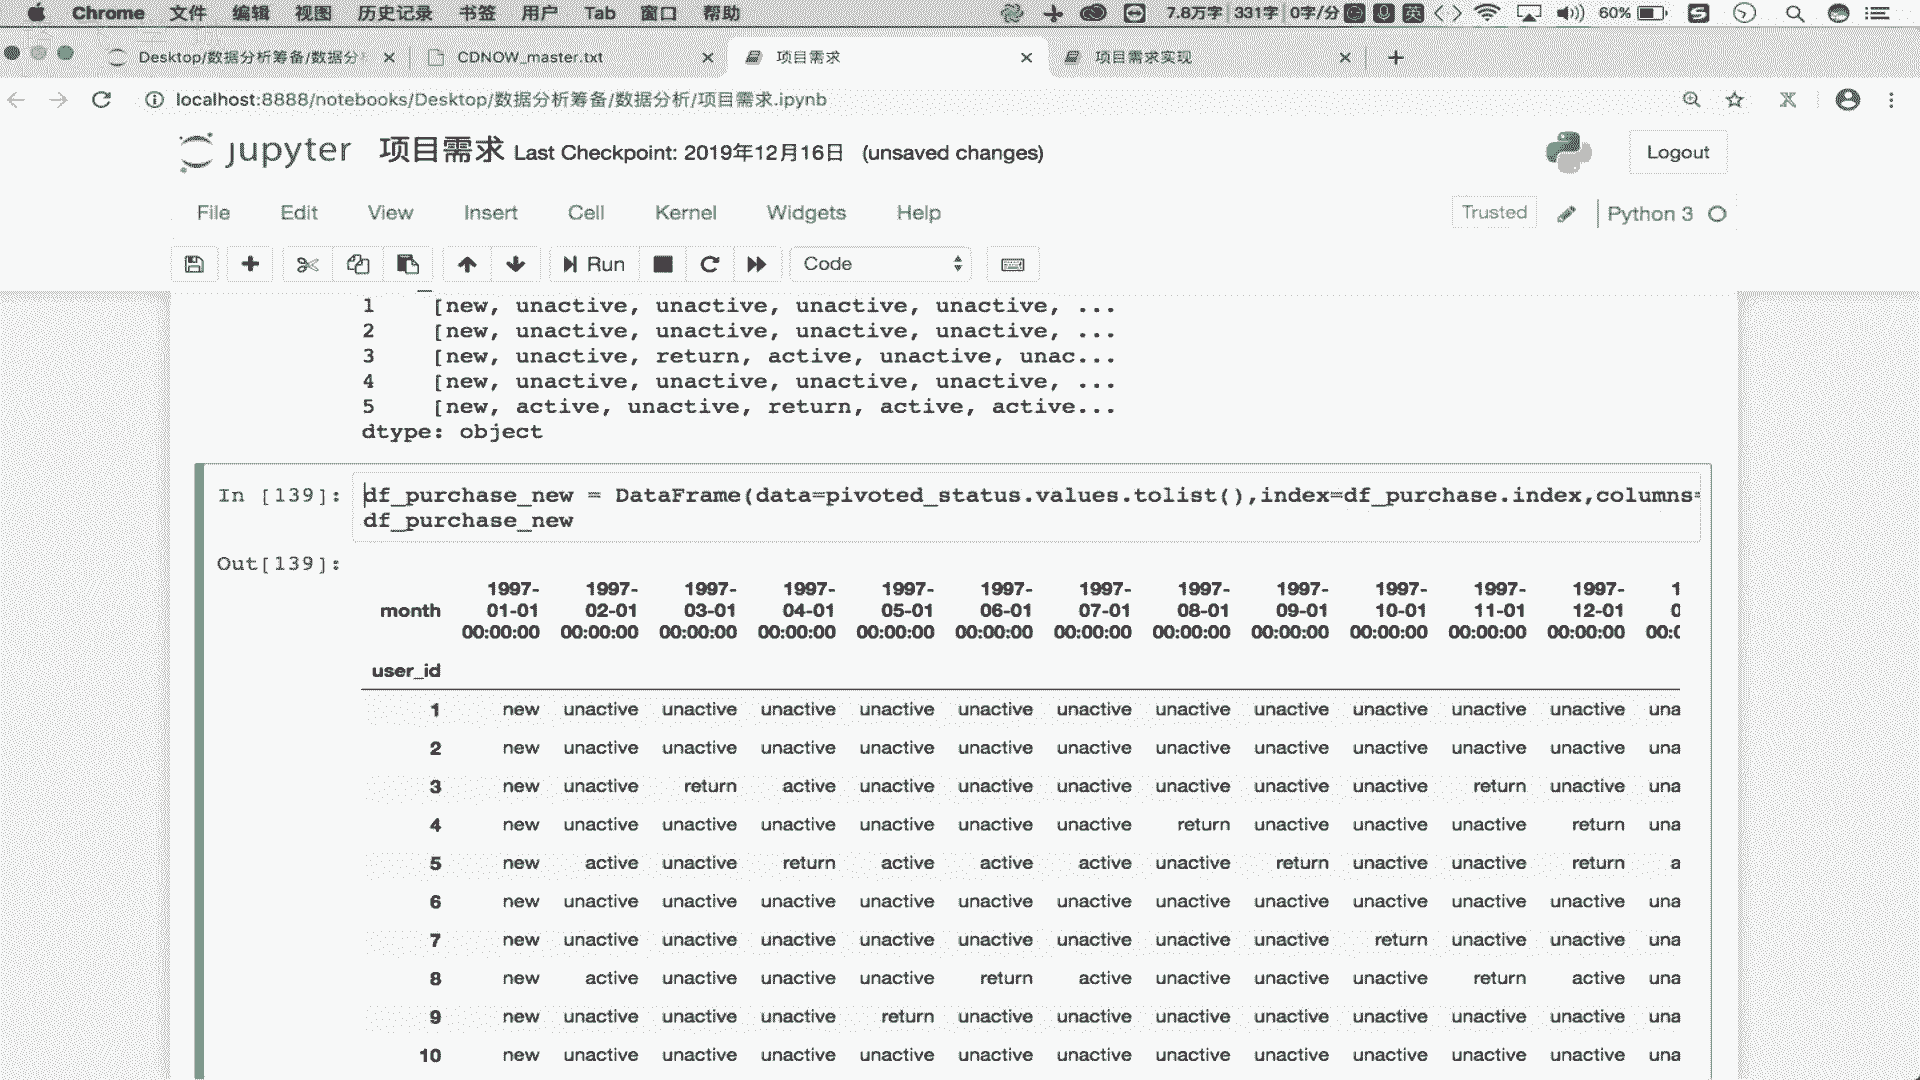 Chrome 文件 编辑 视图 历史记录 书签 用户 Tab 窗口 帮助 7.8万字 331字 0字/分 英 60%
Desktop/数据分析筹备/数据分 CDNOW_master.txt 项目需求 项目需求实现
localhost:8888/notebooks/Desktop/数据分析筹备/数据分析/项目需求.ipynb
jupyter 项目需求 Last Checkpoint: 2019年12月16日 (unsaved changes) Logout
File Edit View Insert Cell Kernel Widgets Help Trusted Python 3
Run Code
1 [new, unactive, unactive, unactive, unactive, ...
2 [new, unactive, unactive, unactive, unactive, ...
3 [new, unactive, return, active, unactive, unac...
4 [new, unactive, unactive, unactive, unactive, ...
5 [new, active, unactive, return, active, active...
dtype: object
In [139]: df_purchase_new = DataFrame(data=pivoted_status.values.tolist(),index=df_purchase.index,columns=
df_purchase_new
Out[139]:
1997- 1997- 1997- 1997- 1997- 1997- 1997- 1997- 1997- 1997- 1997- 1997- 1
month 01-01 02-01 03-01 04-01 05-01 06-01 07-01 08-01 09-01 10-01 11-01 12-01 0
00:00:00 00:00:00 00:00:00 00:00:00 00:00:00 00:00:00 00:00:00 00:00:00 00:00:00 00:00:00 00:00:00 00:00:00 00:0
user_id
1 new unactive unactive unactive unactive unactive unactive unactive unactive unactive unactive unactive una
2 new unactive unactive unactive unactive unactive unactive unactive unactive unactive unactive unactive una
3 new unactive return active unactive unactive unactive unactive unactive unactive return unactive una
4 new unactive unactive unactive unactive unactive unactive return unactive unactive unactive return una
5 new active unactive return active active active unactive return unactive unactive return a
6 new unactive unactive unactive unactive unactive unactive unactive unactive unactive unactive unactive una
7 new unactive unactive unactive unactive unactive unactive unactive unactive return unactive unactive una
8 new active unactive unactive unactive return active unactive unactive unactive return active una
9 new unactive unactive unactive return unactive unactive unactive unactive unactive unactive unactive una
10 new unactive unactive unactive unactive unactive unactive unactive unactive unactive unactive unactive una